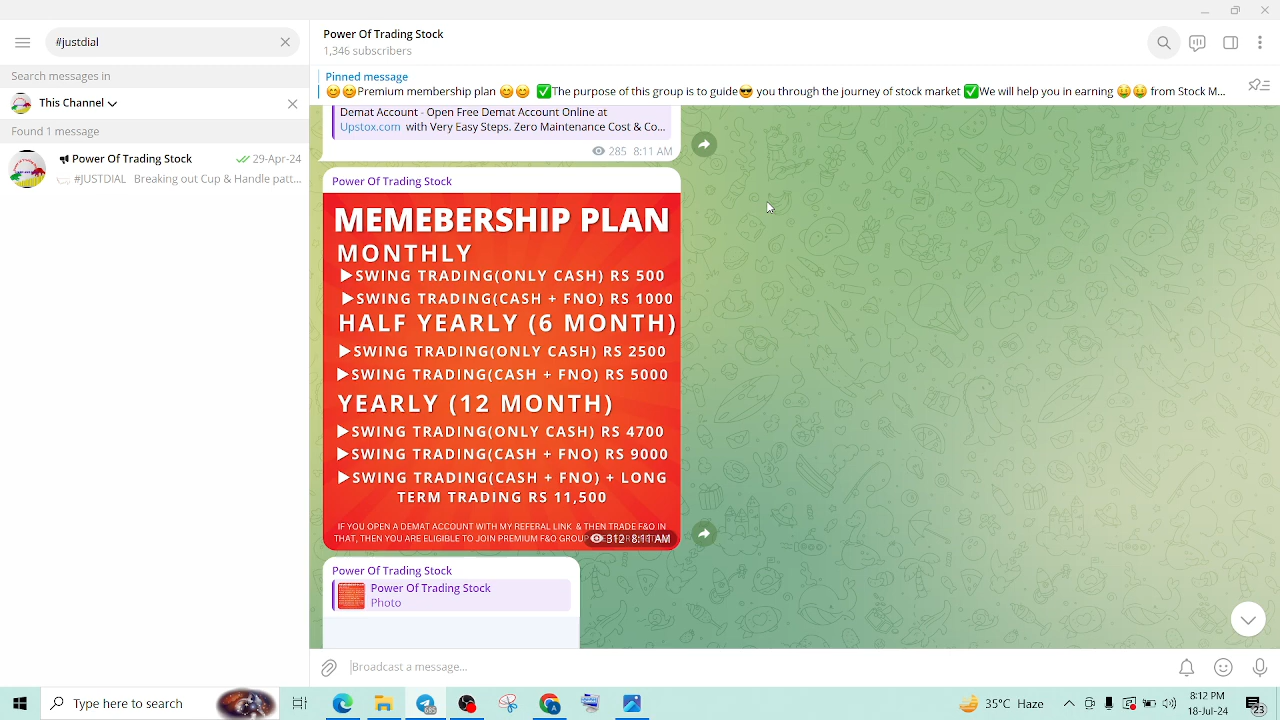 #justdial
Power Of Trading Stock
1,346 subscribers
Search messages in
Pinned message
😊😊Premium membership plan 😊😊 ✅The purpose of this group is to guide😎 you through the journey of stock market ✅We will help you in earning 🤑🤑 from Stock M...
This Channel
Found 1 message
Power Of Trading Stock 29-Apr-24
#JUSTDIAL Breaking out Cup & Handle patt...
Demat Account - Open Free Demat Account Online at
Upstox.com with Very Easy Steps. Zero Maintenance Cost & Co...
285 8:11 AM
Power Of Trading Stock
MEMEBERSHIP PLAN
MONTHLY
▶SWING TRADING(ONLY CASH) RS 500
▶SWING TRADING(CASH + FNO) RS 1000
HALF YEARLY (6 MONTH)
▶SWING TRADING(ONLY CASH) RS 2500
▶SWING TRADING(CASH + FNO) RS 5000
YEARLY (12 MONTH)
▶SWING TRADING(ONLY CASH) RS 4700
▶SWING TRADING(CASH + FNO) RS 9000
▶SWING TRADING(CASH + FNO) + LONG
TERM TRADING RS 11,500
IF YOU OPEN A DEMAT ACCOUNT WITH MY REFERAL LINK & THEN TRADE F&O IN
THAT, THEN YOU ARE ELIGIBLE TO JOIN PREMIUM F&O GROUP
312 8:11 AM
Power Of Trading Stock
Power Of Trading Stock
Photo
Broadcast a message...
Type here to search
35°C Haze
8:12 PM
18-Jul-24
23